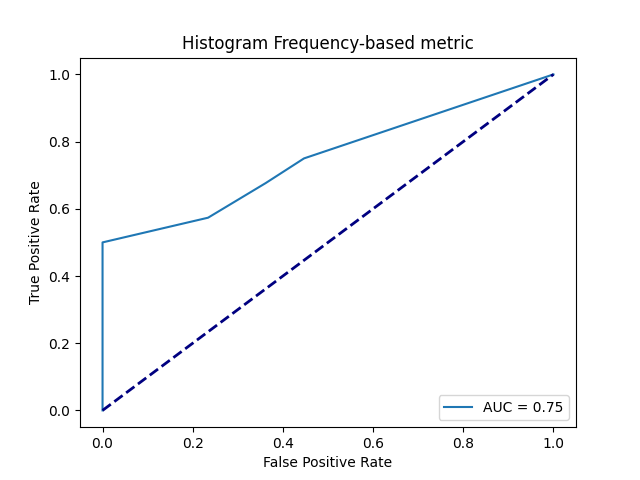 Histogram Frequency-based metric
True Positive Rate
1.0
0.8
0.6
0.4
0.2
0.0
0.0 0.2 0.4 0.6 0.8 1.0
False Positive Rate
AUC = 0.75